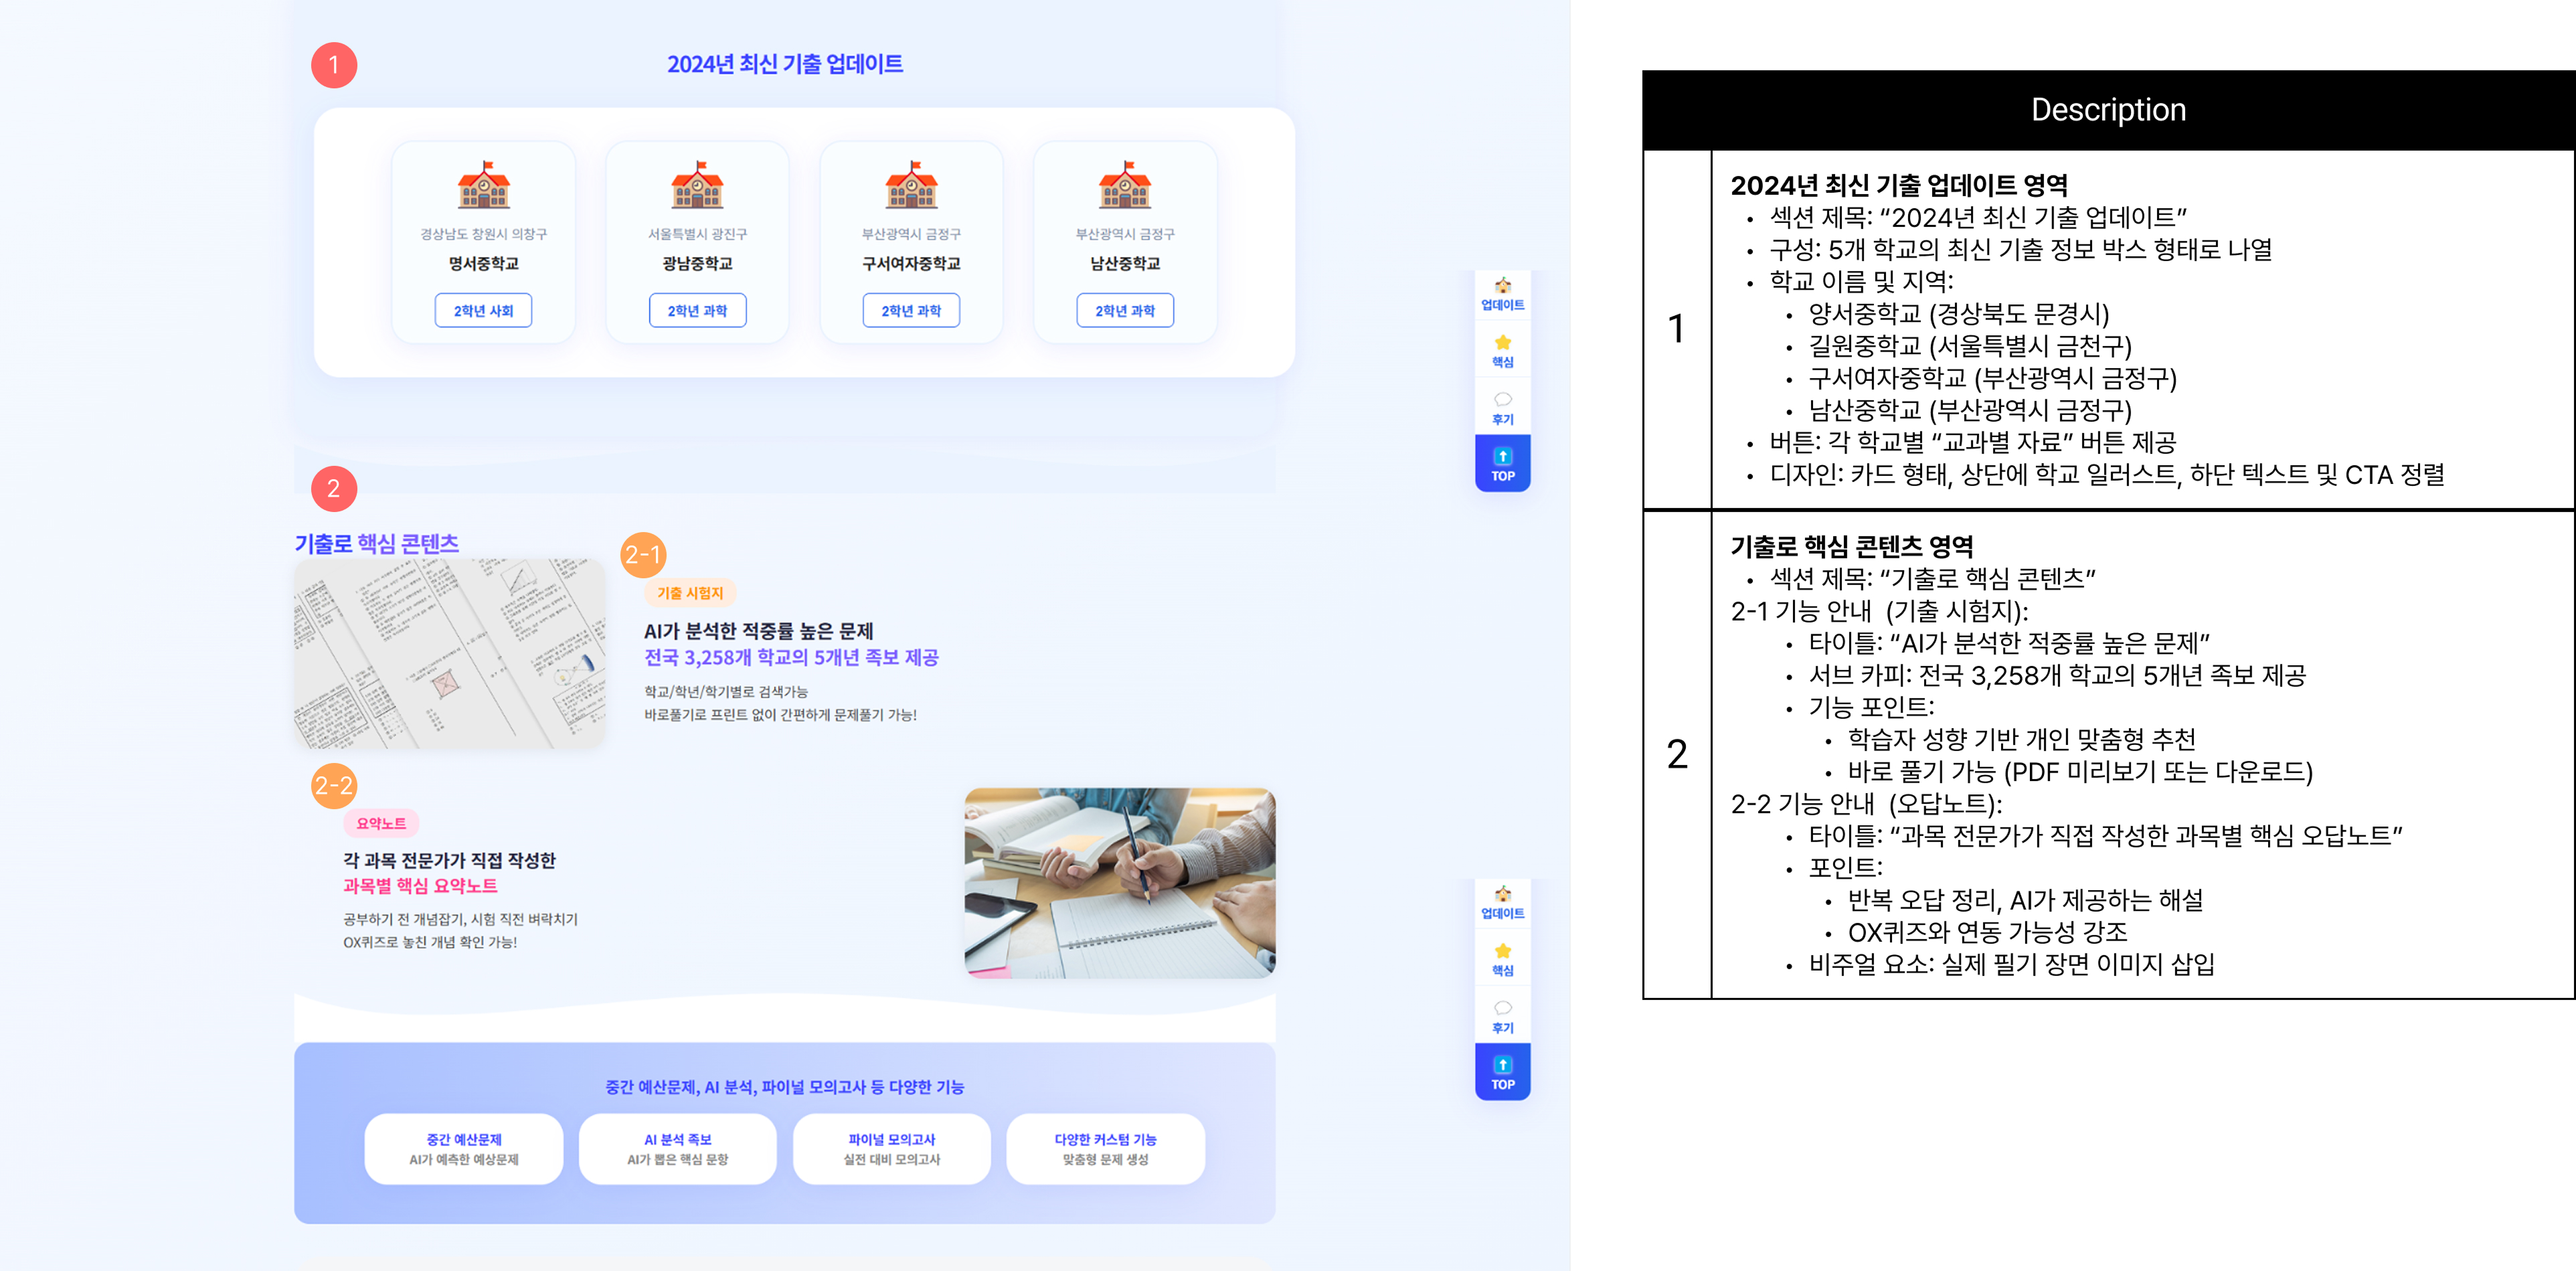 1
2024년 최신 기출 업데이트
경상남도 창원시 의창구
명서중학교
2학년 사회
서울특별시 광진구
광남중학교
2학년 과학
부산광역시 금정구
구서여자중학교
2학년 과학
부산광역시 금정구
남산중학교
2학년 과학
업데이트
핵심
후기
TOP
2
기출로 핵심 콘텐츠
2-1
기출 시험지
AI가 분석한 적중률 높은 문제
전국 3,258개 학교의 5개년 족보 제공
학교/학년/학기별로 검색가능
바로풀기로 프린트 없이 간편하게 문제풀기 가능!
2-2
요약노트
각 과목 전문가가 직접 작성한
과목별 핵심 요약노트
공부하기 전 개념잡기, 시험 직전 벼락치기
OX퀴즈로 놓친 개념 확인 가능!
업데이트
핵심
후기
TOP
중간 예산문제, AI 분석, 파이널 모의고사 등 다양한 기능
중간 예산문제
AI가 예측한 예상문제
AI 분석 족보
AI가 뽑은 핵심 문항
파이널 모의고사
실전 대비 모의고사
다양한 커스텀 기능
맞춤형 문제 생성
Description
1
2024년 최신 기출 업데이트 영역
• 섹션 제목: “2024년 최신 기출 업데이트”
• 구성: 5개 학교의 최신 기출 정보 박스 형태로 나열
• 학교 이름 및 지역:
• 양서중학교 (경상북도 문경시)
• 길원중학교 (서울특별시 금천구)
• 구서여자중학교 (부산광역시 금정구)
• 남산중학교 (부산광역시 금정구)
• 버튼: 각 학교별 “교과별 자료” 버튼 제공
• 디자인: 카드 형태, 상단에 학교 일러스트, 하단 텍스트 및 CTA 정렬
2
기출로 핵심 콘텐츠 영역
• 섹션 제목: “기출로 핵심 콘텐츠”
2-1 기능 안내 (기출 시험지):
• 타이틀: “AI가 분석한 적중률 높은 문제”
• 서브 카피: 전국 3,258개 학교의 5개년 족보 제공
• 기능 포인트:
• 학습자 성향 기반 개인 맞춤형 추천
• 바로 풀기 가능 (PDF 미리보기 또는 다운로드)
2-2 기능 안내 (오답노트):
• 타이틀: “과목 전문가가 직접 작성한 과목별 핵심 오답노트”
• 포인트:
• 반복 오답 정리, AI가 제공하는 해설
• OX퀴즈와 연동 가능성 강조
• 비주얼 요소: 실제 필기 장면 이미지 삽입